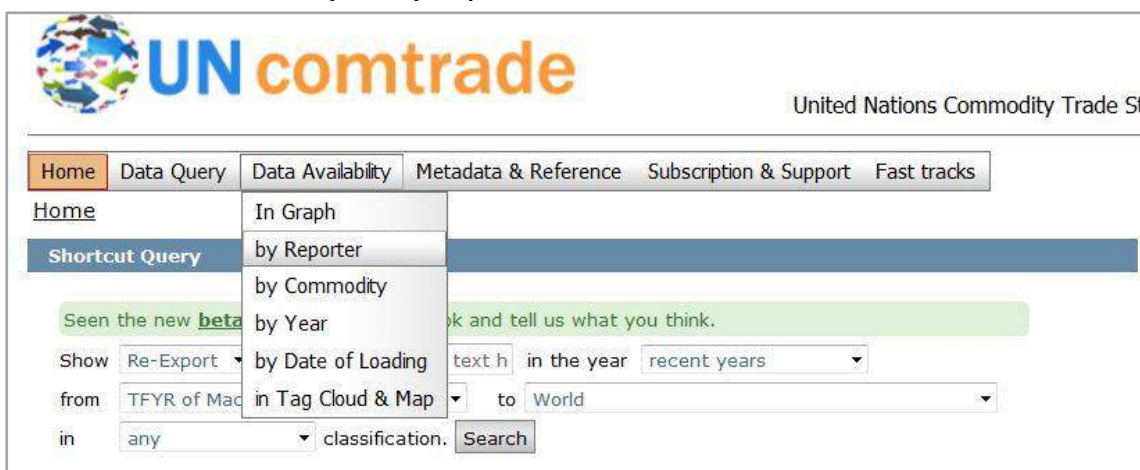 UN comtrade
United Nations Commodity Trade
Home Data Query Data Availability Metadata & Reference Subscription & Support Fast tracks
Home
In Graph
Shortcut Query
by Reporter
by Commodity
Seen the new beta
by Year
and tell us what you think.
Show Re-Export
by Date of Loading
text in the year recent years
from TFYR of
in Tag Cloud & Map
to World
in any classification. Search